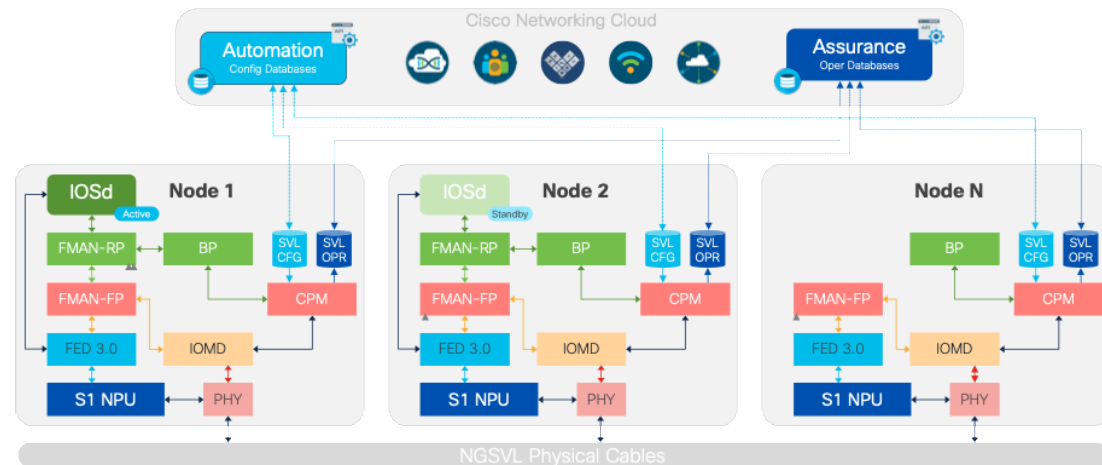 Cisco Networking Cloud
Automation
Config Databases
API
Assurance
Oper Databases
API
Node 1
IOSd
Active
FMAN-RP
BP
SVL
CFG
SVL
OPR
FMAN-FP
CPM
FED 3.0
IOMD
S1 NPU
PHY
Node 2
IOSd
Standby
FMAN-RP
BP
SVL
CFG
SVL
OPR
FMAN-FP
CPM
FED 3.0
IOMD
S1 NPU
PHY
Node N
BP
SVL
CFG
SVL
OPR
FMAN-FP
CPM
FED 3.0
IOMD
S1 NPU
PHY
NGSVL Physical Cables